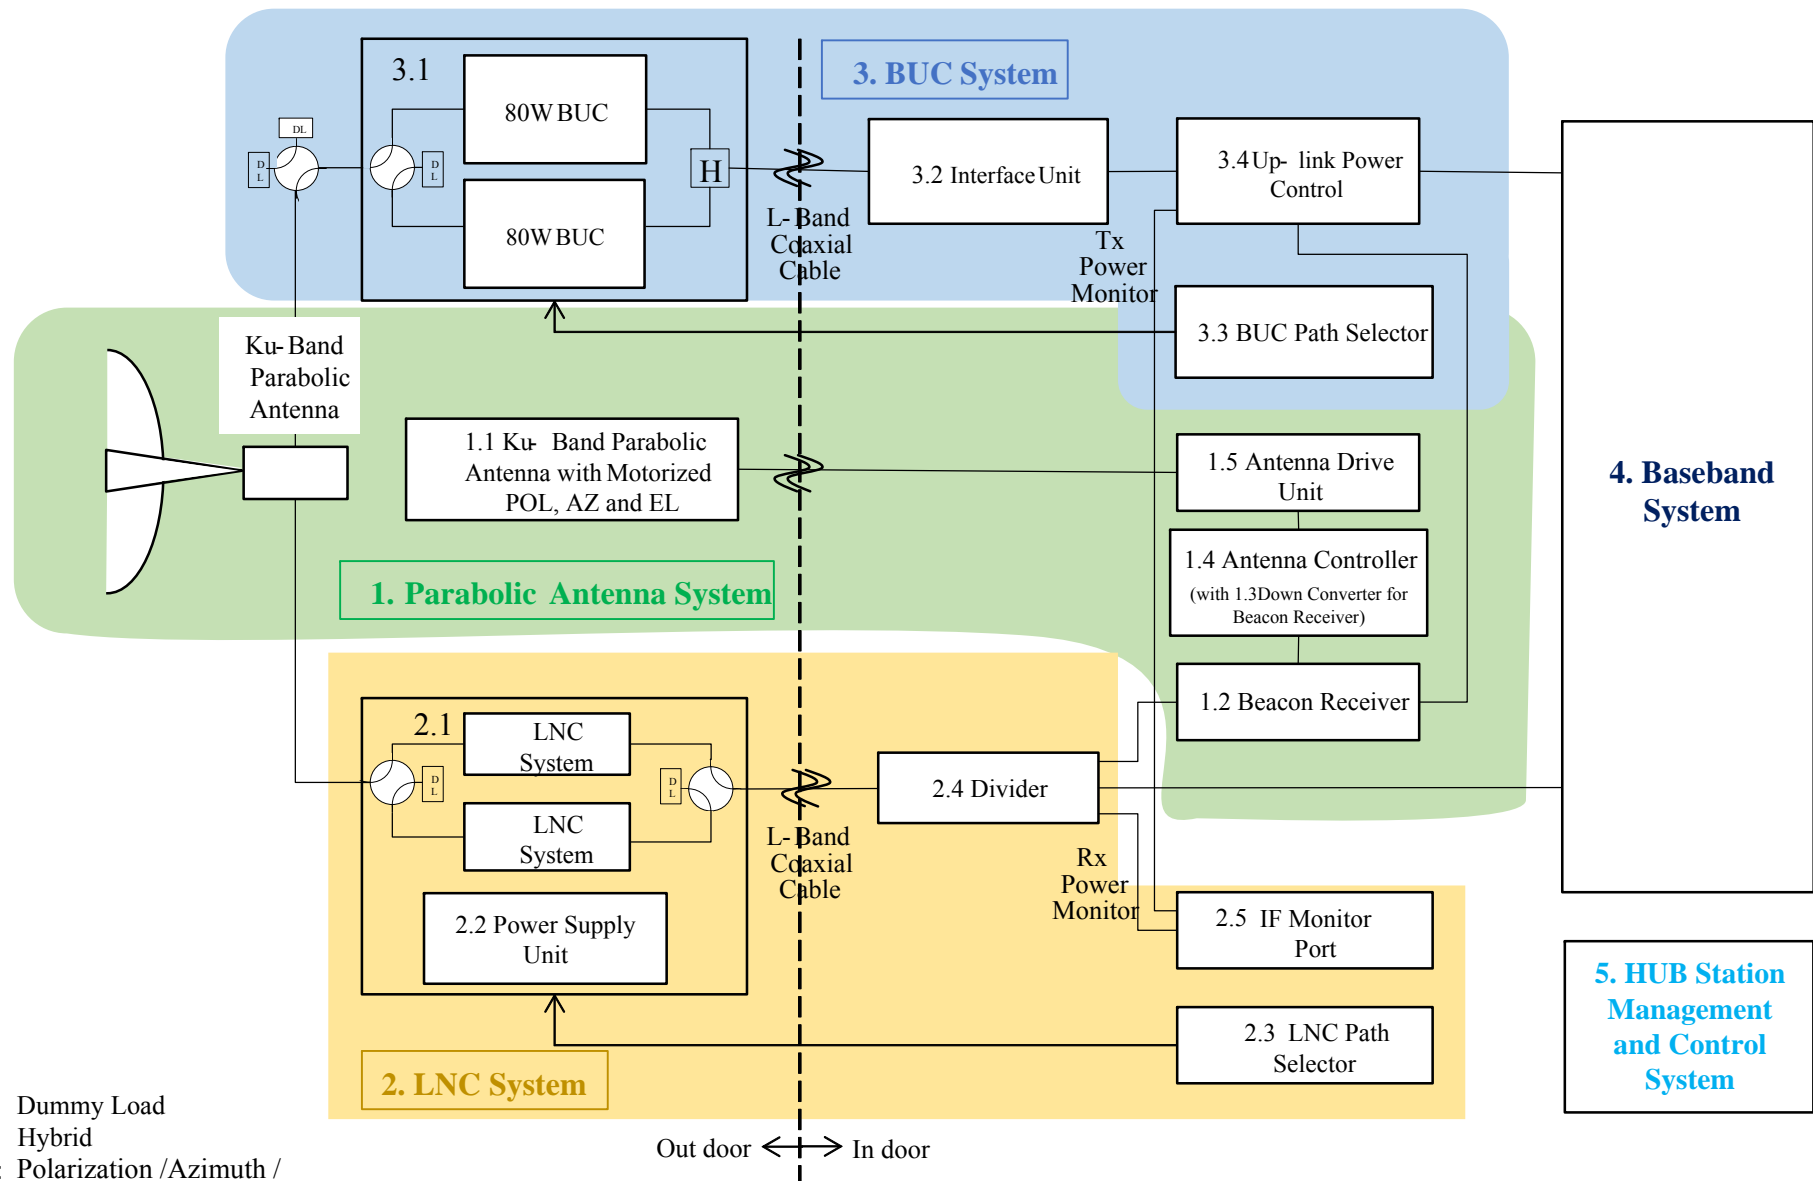 3.1
3. BUC System
80W BUC
DL
D
L
D
L
H
3.2 Interface Unit
3.4 Up- link Power
Control
80W BUC
L- Band
Coaxial
Cable
Tx
Power
Monitor
3.3 BUC Path Selector
Ku- Band
Parabolic
Antenna
1.1 Ku- Band Parabolic
Antenna with Motorized
POL, AZ and EL
1.5 Antenna Drive
Unit
4. Baseband
System
1.4 Antenna Controller
(with 1.3Down Converter for
Beacon Receiver)
1. Parabolic Antenna System
1.2 Beacon Receiver
2.1
LNC
System
D
L
D
L
2.4 Divider
LNC
System
L- Band
Coaxial
Cable
Rx
Power
Monitor
2.2 Power Supply
Unit
2.5 IF Monitor
Port
5. HUB Station
Management
and Control
System
2.3 LNC Path
Selector
2. LNC System
Dummy Load
Hybrid
: Polarization /Azimuth /
Out door
In door